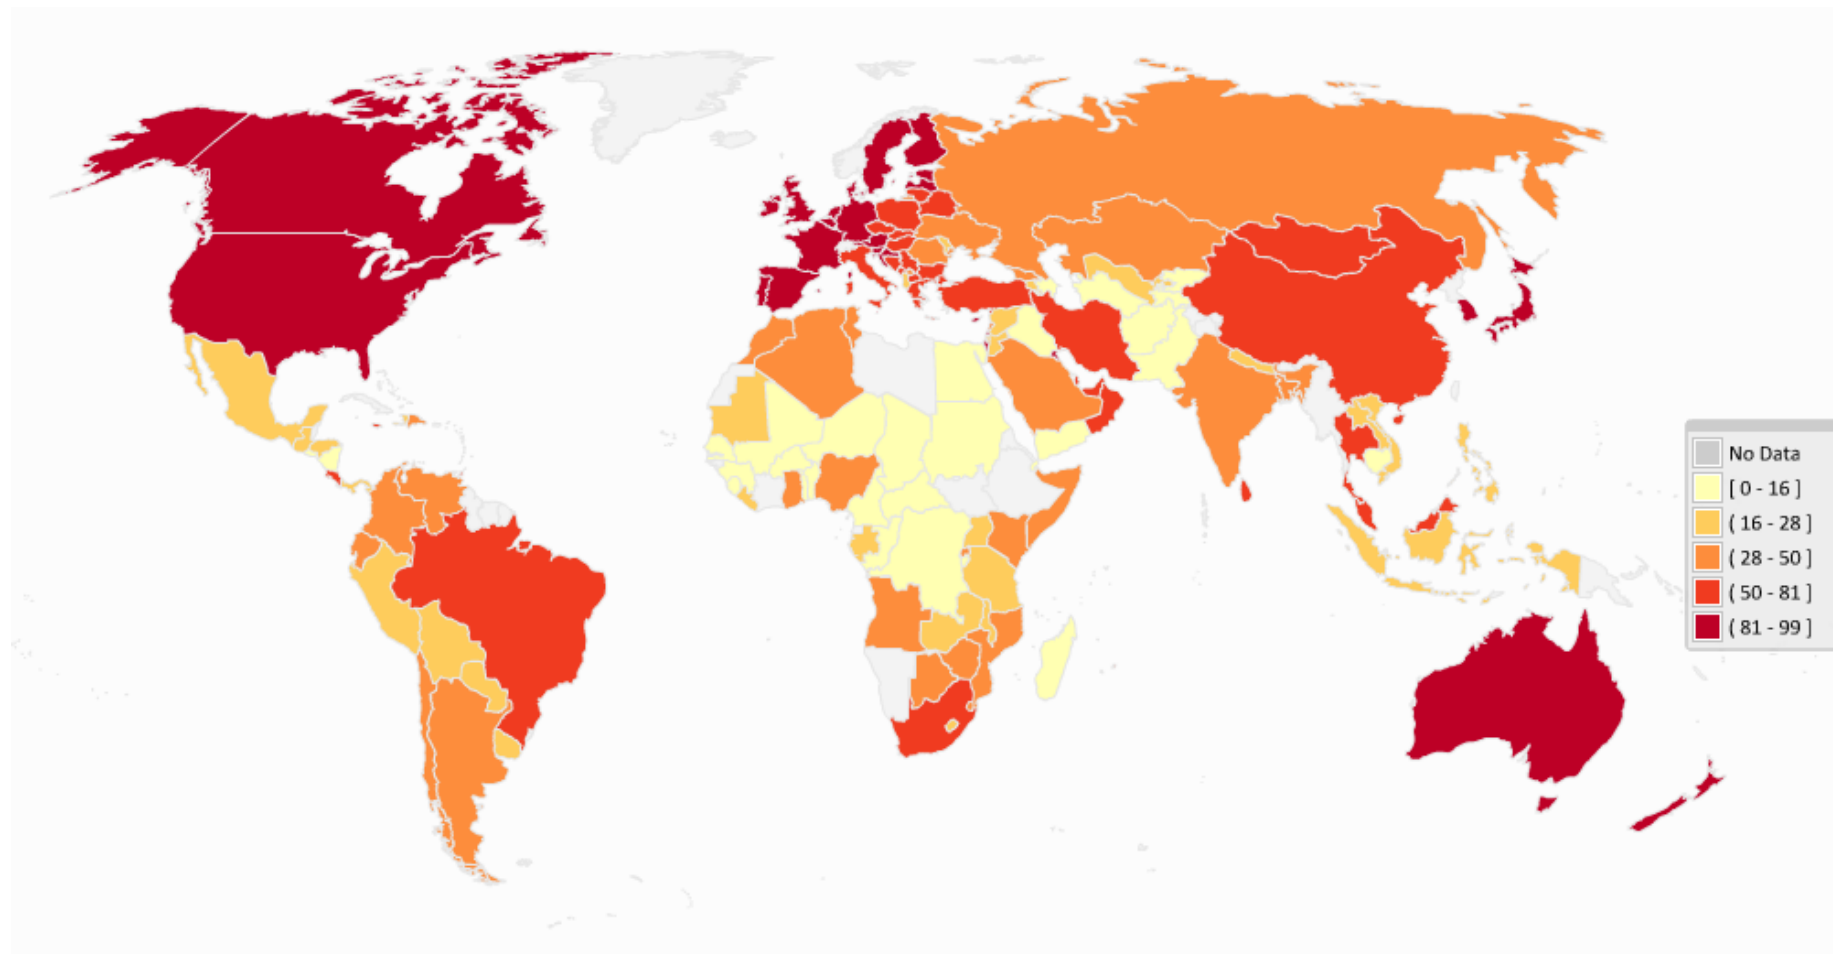 No Data
[ 0 - 16 ]
( 16 - 28 ]
( 28 - 50 ]
( 50 - 81 ]
( 81 - 99 ]